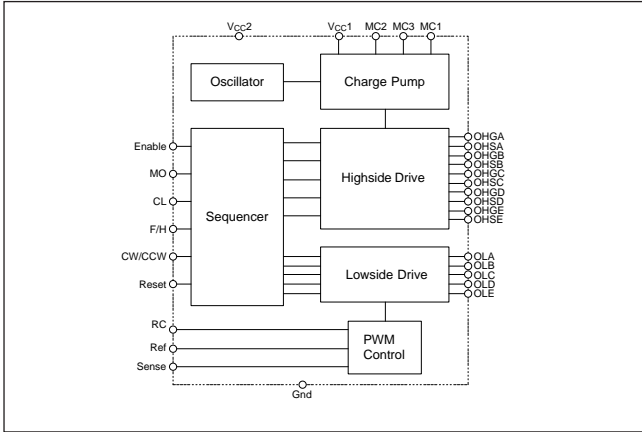 VCC2
VCC1 MC2 MC3 MC1
Oscillator
Charge Pump
Enable
MO
CL
F/H
CW/CCW
Reset
Sequencer
Highside Drive
OHGA
OHSA
OHGB
OHSB
OHGC
OHSC
OHGD
OHSD
OHGE
OHSE
Lowside Drive
OLA
OLB
OLC
OLD
OLE
RC
Ref
Sense
PWM
Control
Gnd